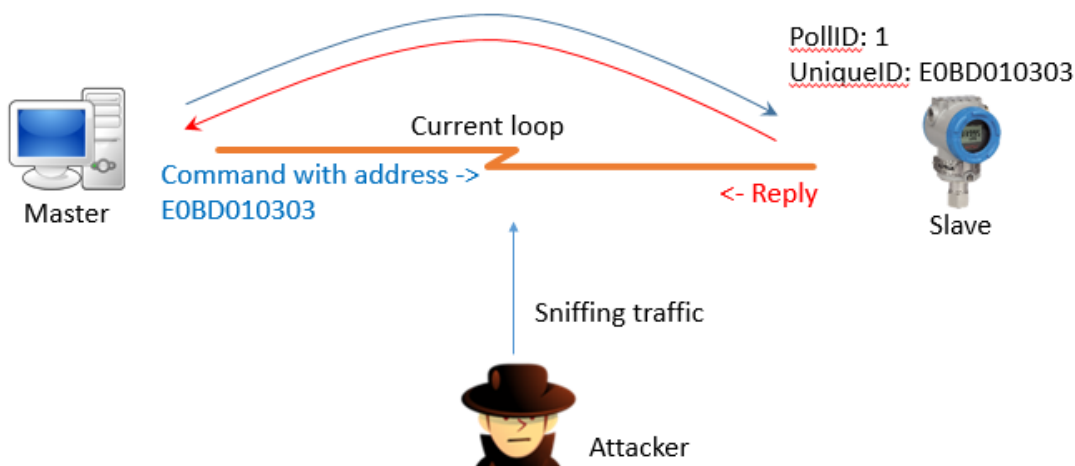 PollID: 1
UniqueID: E0BD010303
Current loop
Command with address ->
E0BD010303
<- Reply
Master
Slave
Sniffing traffic
Attacker